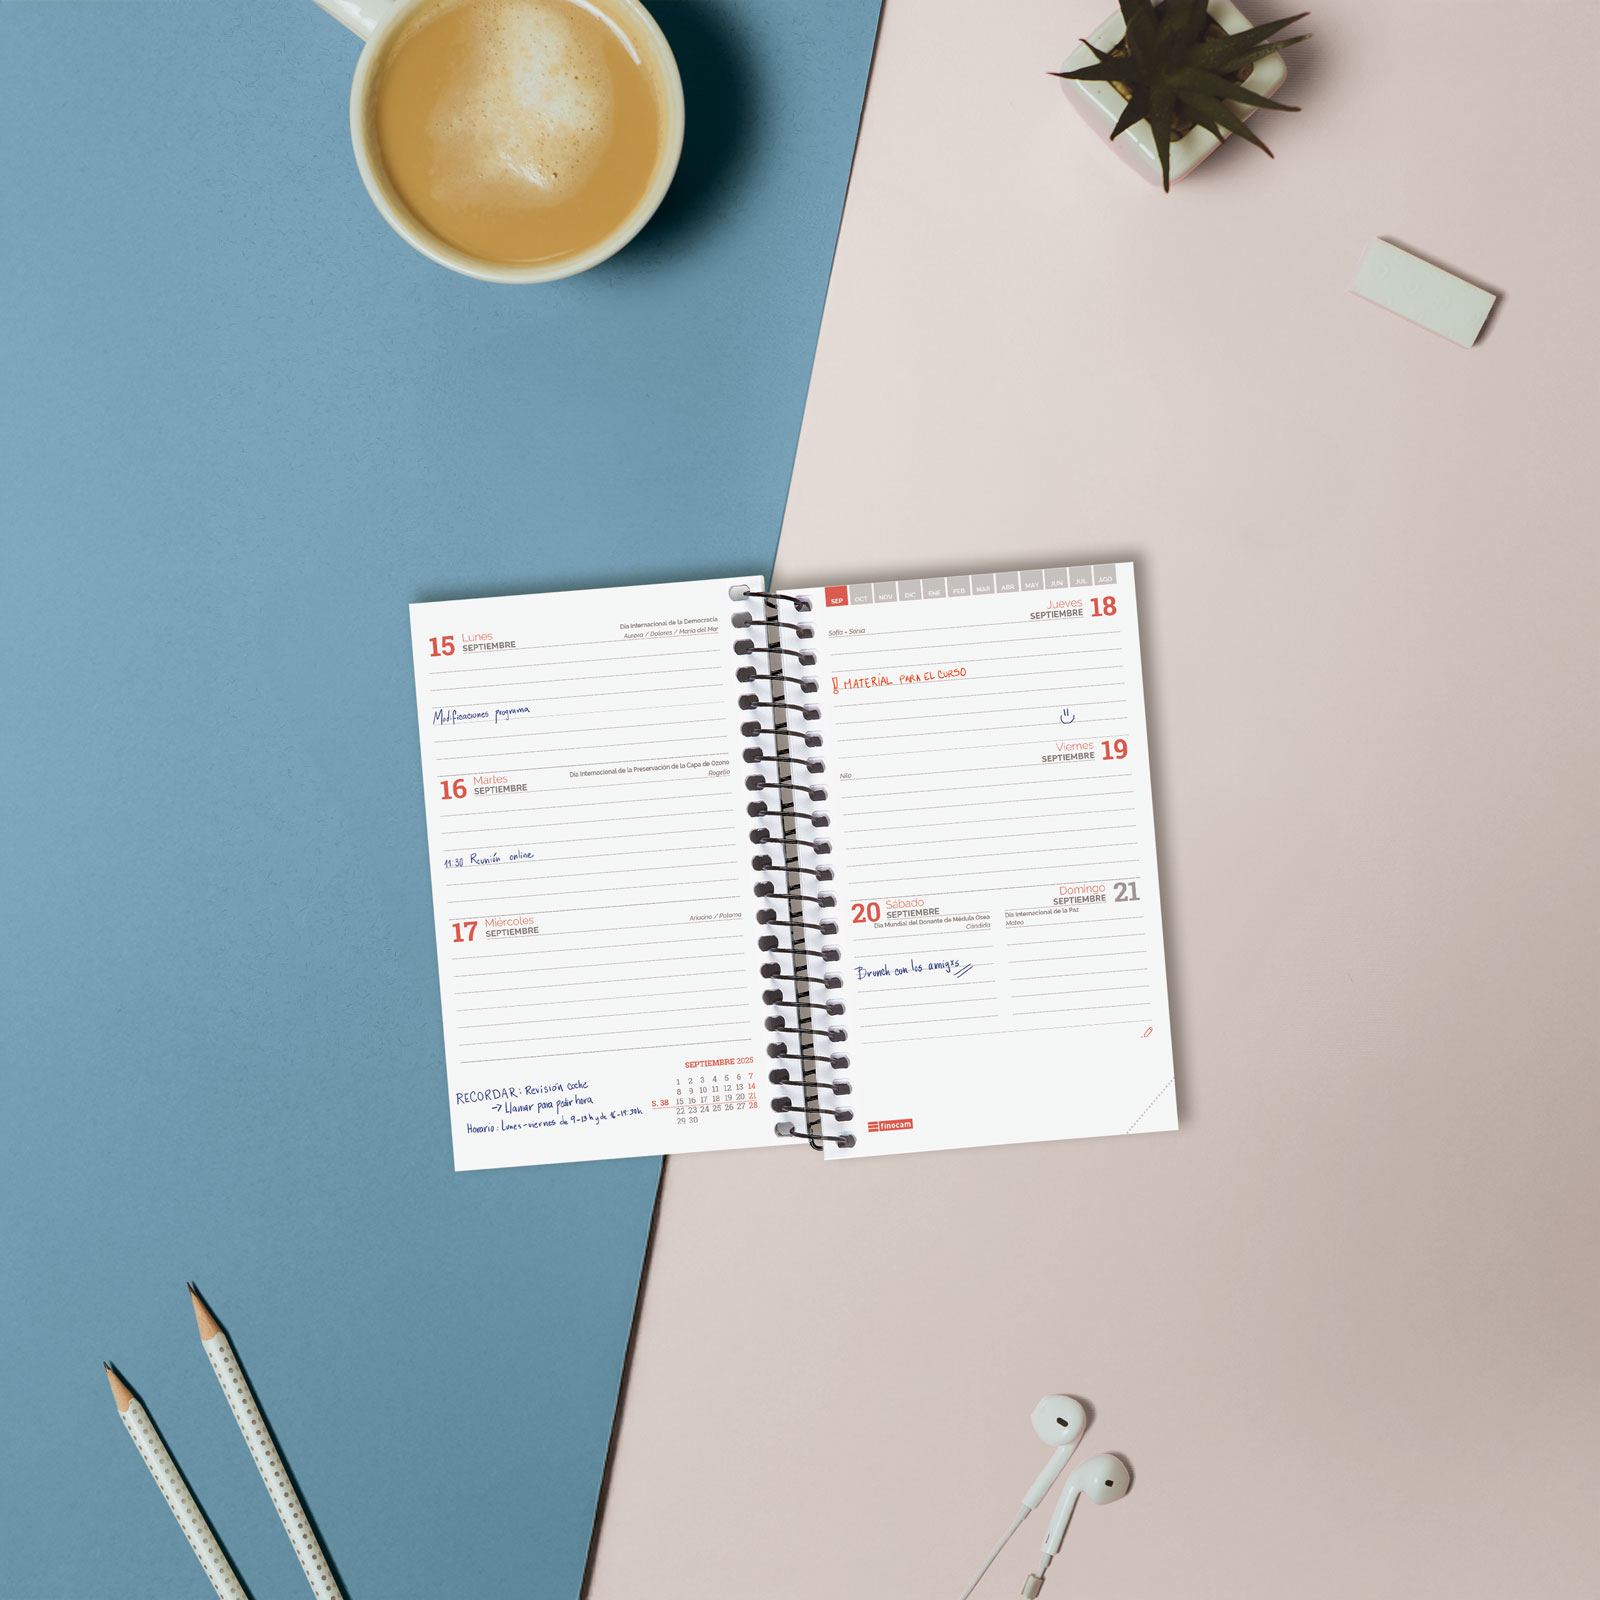 15 Lunes
SEPTIEMBRE
Día Internacional de la Democracia
Aurora / Dolores / María del Mar
Modificaciones programa
16 Martes
SEPTIEMBRE
Día Internacional de la Preservación de la Capa de Ozono
Rogelio
11:30 Reunión online
17 Miércoles
SEPTIEMBRE
Ariadna / Paloma
RECORDAR: Revisión coche
→ Llamar para pedir hora
Horario: Lunes-viernes de 9-13h y de 16-19:30h
SEPTIEMBRE 2025
1 2 3 4 5 6 7
8 9 10 11 12 13 14
S. 38 15 16 17 18 19 20 21
22 23 24 25 26 27 28
29 30
SEP OCT NOV DIC ENE FEB MAR ABR MAY JUN JUL AGO
Jueves 18
SEPTIEMBRE
Sofía • Sonia
! MATERIAL PARA EL CURSO
Viernes 19
SEPTIEMBRE
Nilo
20 Sábado
SEPTIEMBRE
Día Mundial del Donante de Médula Ósea
Cándida
Brunch con los amigxs
Domingo 21
SEPTIEMBRE
Día Internacional de la Paz
Mateo
finocam